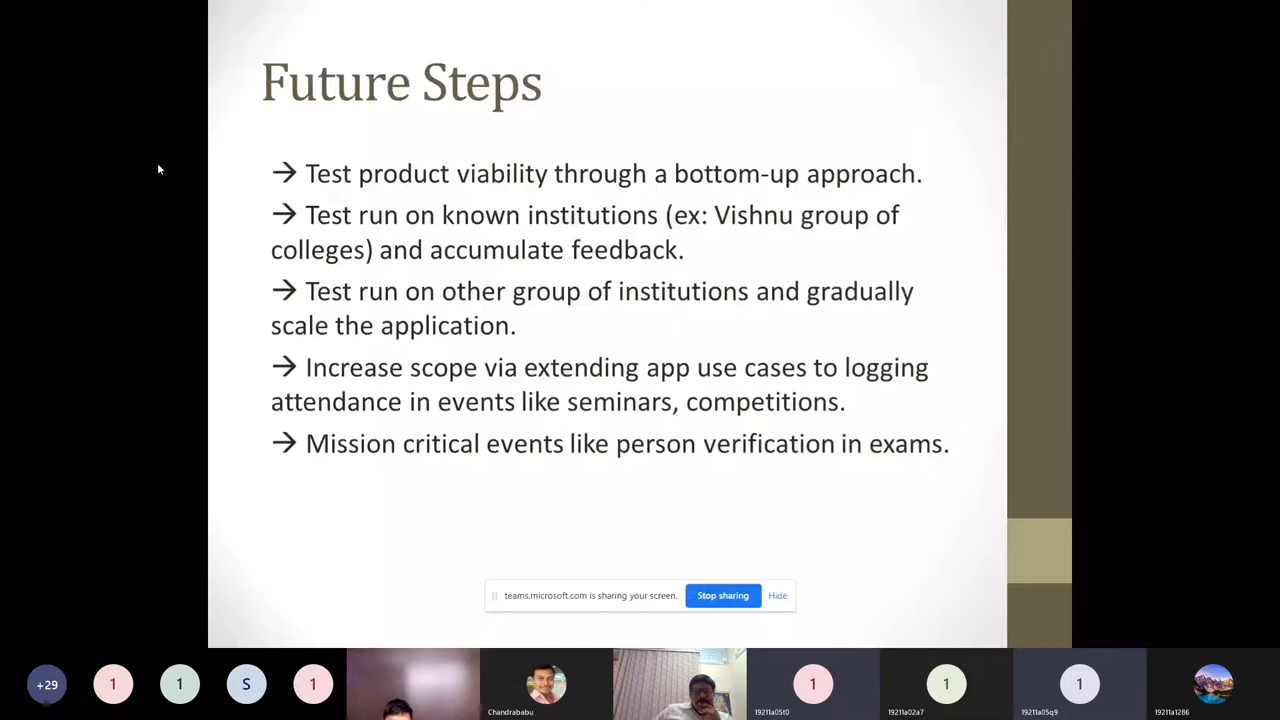 Future Steps
→ Test product viability through a bottom-up approach.
→ Test run on known institutions (ex: Vishnu group of
colleges) and accumulate feedback.
→ Test run on other group of institutions and gradually
scale the application.
→ Increase scope via extending app use cases to logging
attendance in events like seminars, competitions.
→ Mission critical events like person verification in exams.
teams.microsoft.com is sharing your screen. Stop sharing Hide
+29 1 1 S 1 1 1 1
Chandrababu 19211a05t0 19211a02a7 19211a05q9 19211a1286